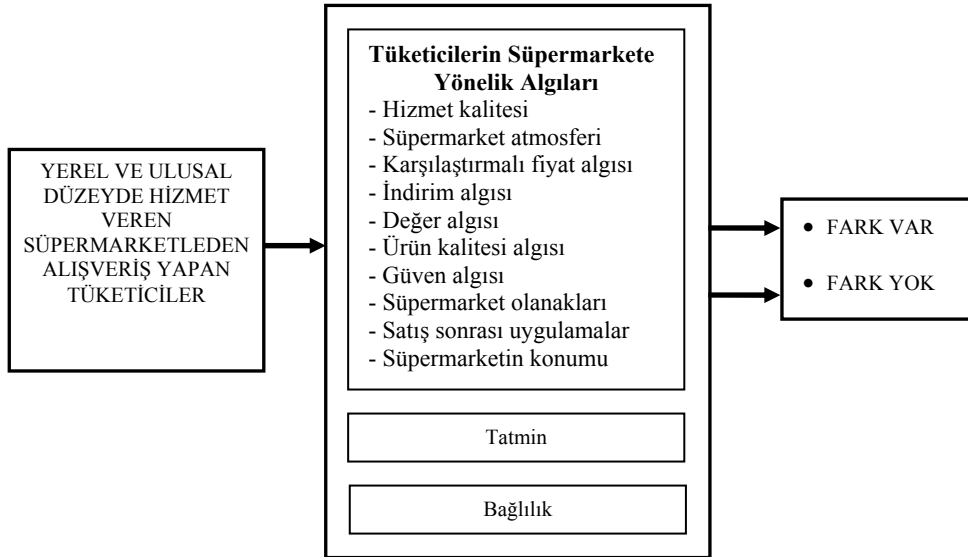 YEREL VE ULUSAL
DÜZEYDE HİZMET
VEREN
SÜPERMARKETLEDEN
ALIŞVERİŞ YAPAN
TÜKETİCİLER
Tüketicilerin Süpermarkete
Yönelik Algıları
- Hizmet kalitesi
- Süpermarket atmosferi
- Karşılaştırmalı fiyat algısı
- İndirim algısı
- Değer algısı
- Ürün kalitesi algısı
- Güven algısı
- Süpermarket olanakları
- Satış sonrası uygulamalar
- Süpermarketin konumu
Tatmin
Bağlılık
• FARK VAR
• FARK YOK